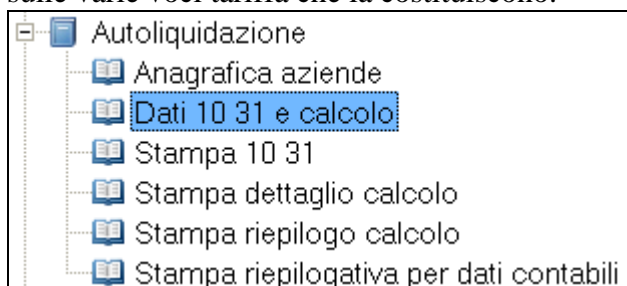 sulle varie voci tariffa che la costituiscono.
Autoliquidazione
Anagrafica aziende
Dati 10 31 e calcolo
Stampa 10 31
Stampa dettaglio calcolo
Stampa riepilogo calcolo
Stampa riepilogativa per dati contabili